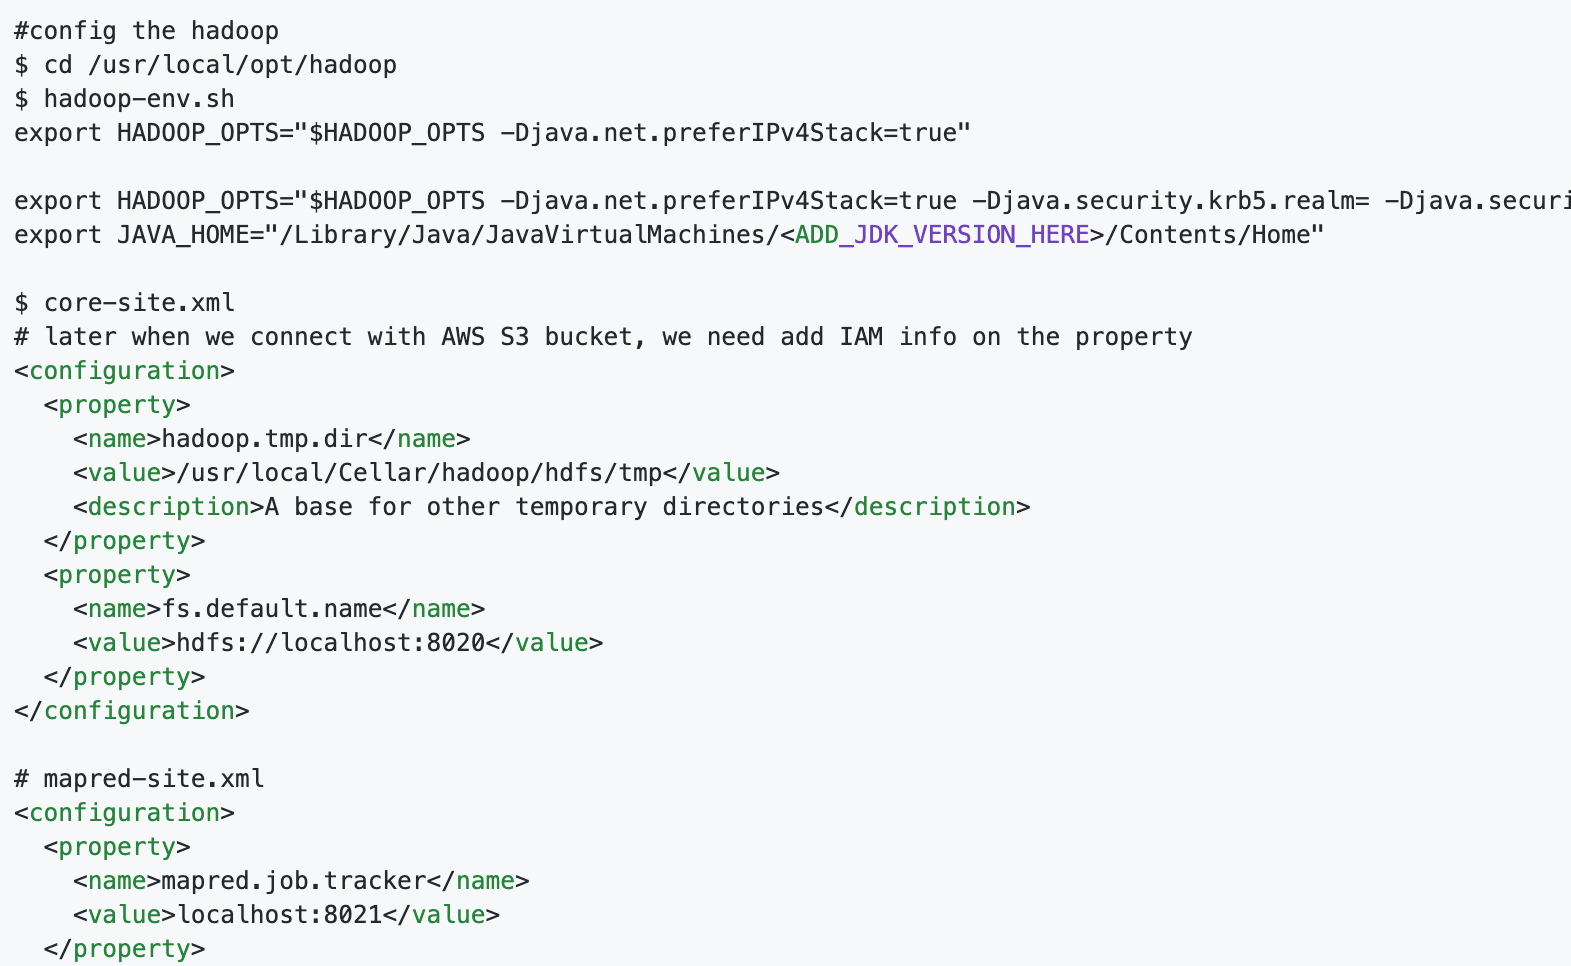 #config the hadoop
$ cd /usr/local/opt/hadoop
$ hadoop-env.sh
export HADOOP_OPTS="$HADOOP_OPTS -Djava.net.preferIPv4Stack=true"

export HADOOP_OPTS="$HADOOP_OPTS -Djava.net.preferIPv4Stack=true -Djava.security.krb5.realm= -Djava.securi
export JAVA_HOME="/Library/Java/JavaVirtualMachines/<ADD_JDK_VERSION_HERE>/Contents/Home"

$ core-site.xml
# later when we connect with AWS S3 bucket, we need add IAM info on the property
<configuration>
  <property>
    <name>hadoop.tmp.dir</name>
    <value>/usr/local/Cellar/hadoop/hdfs/tmp</value>
    <description>A base for other temporary directories</description>
  </property>
  <property>
    <name>fs.default.name</name>
    <value>hdfs://localhost:8020</value>
  </property>
</configuration>

# mapred-site.xml
<configuration>
  <property>
    <name>mapred.job.tracker</name>
    <value>localhost:8021</value>
  </property>